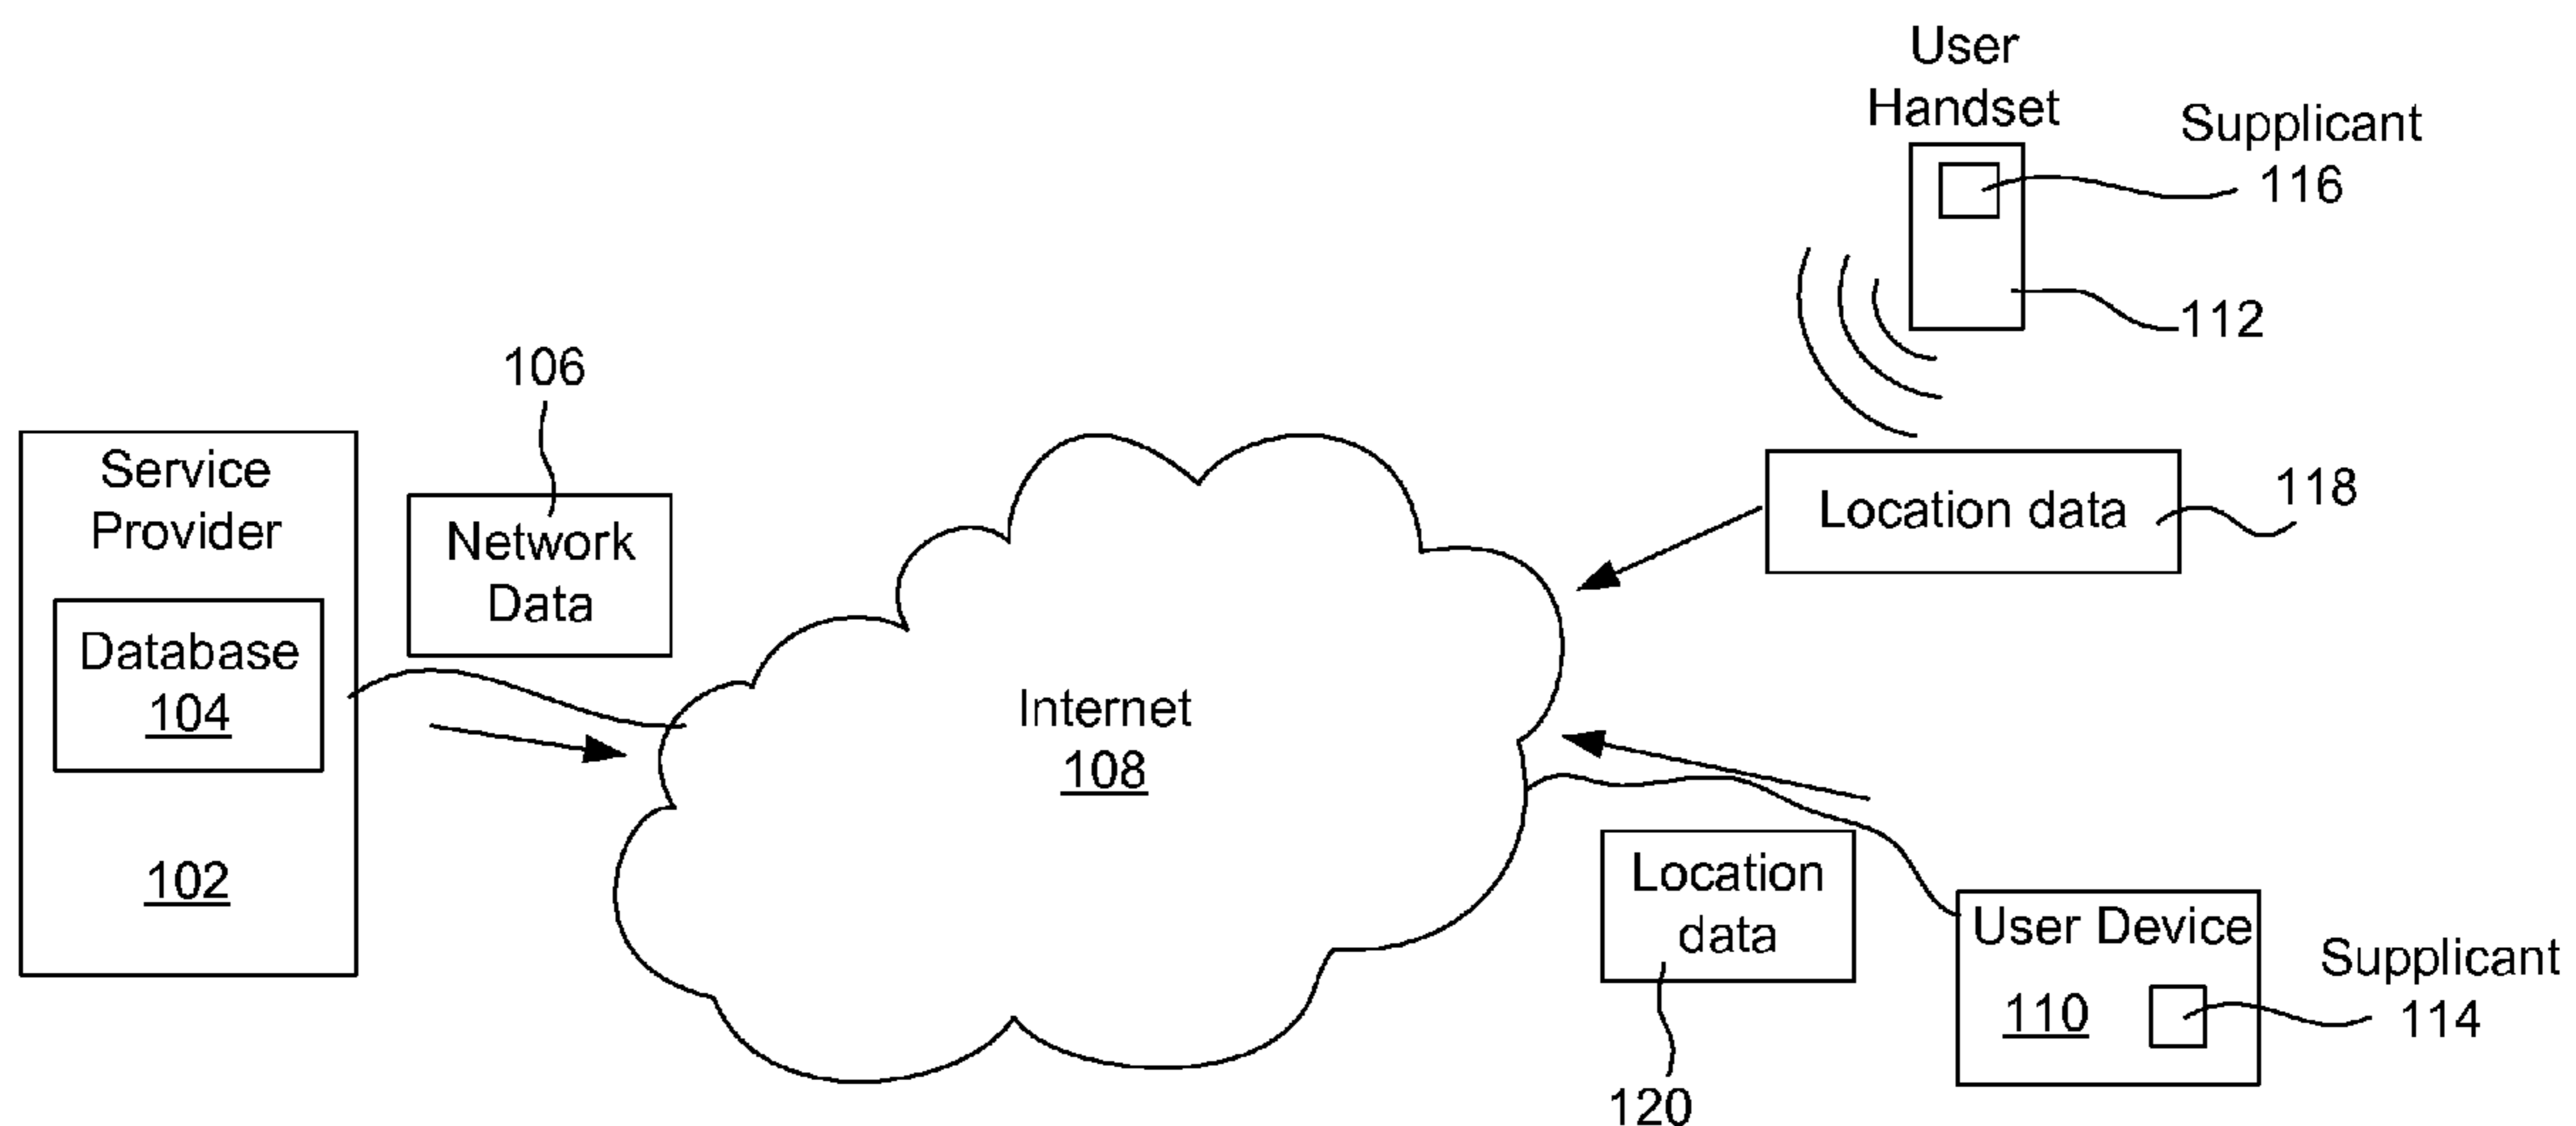 User
Handset
Supplicant
116
112
106
Service
Provider
Network
Data
Location data
118
Database
104
Internet
108
102
Location
data
120
User Device
110
Supplicant
114